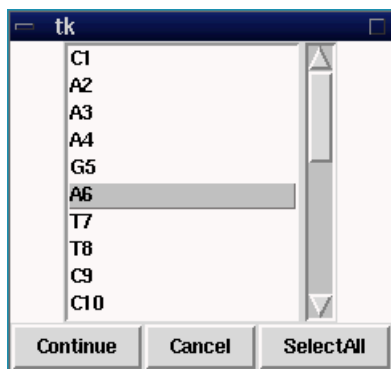 tk
C1
A2
A3
A4
G5
A6
T7
T8
C9
C10
Continue Cancel SelectAll